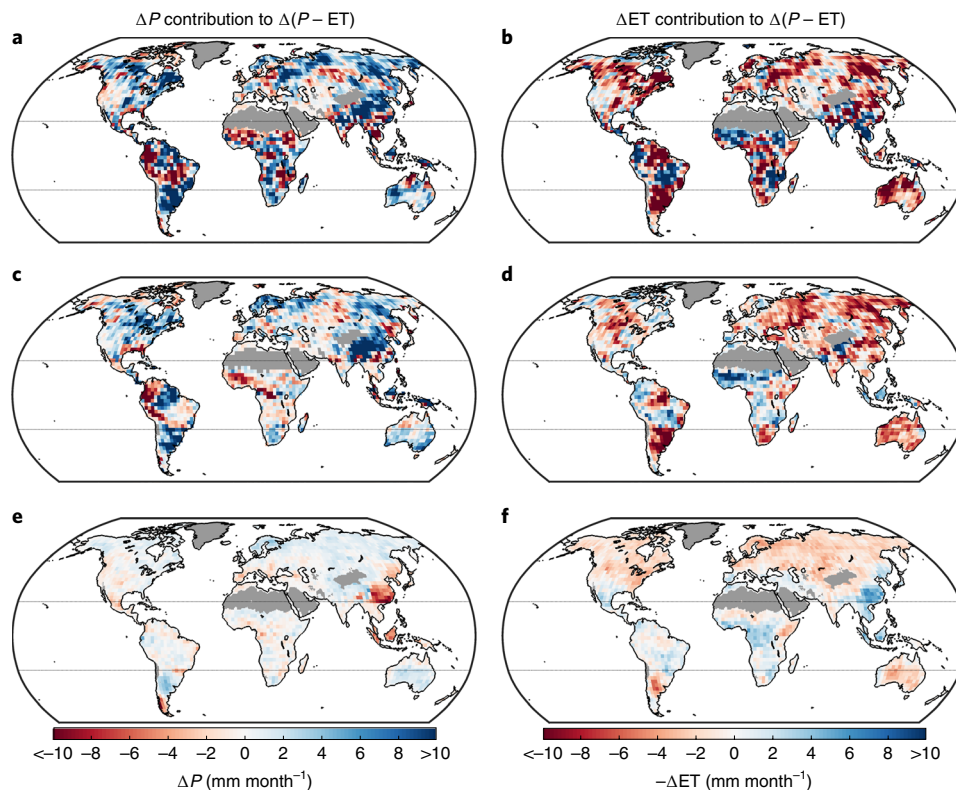 ΔP contribution to Δ(P – ET)
ΔET contribution to Δ(P – ET)
a
b
c
d
e
f
<–10 –8 –6 –4 –2 0 2 4 6 8 >10
<–10 –8 –6 –4 –2 0 2 4 6 8 >10
ΔP (mm month⁻¹)
–ΔET (mm month⁻¹)